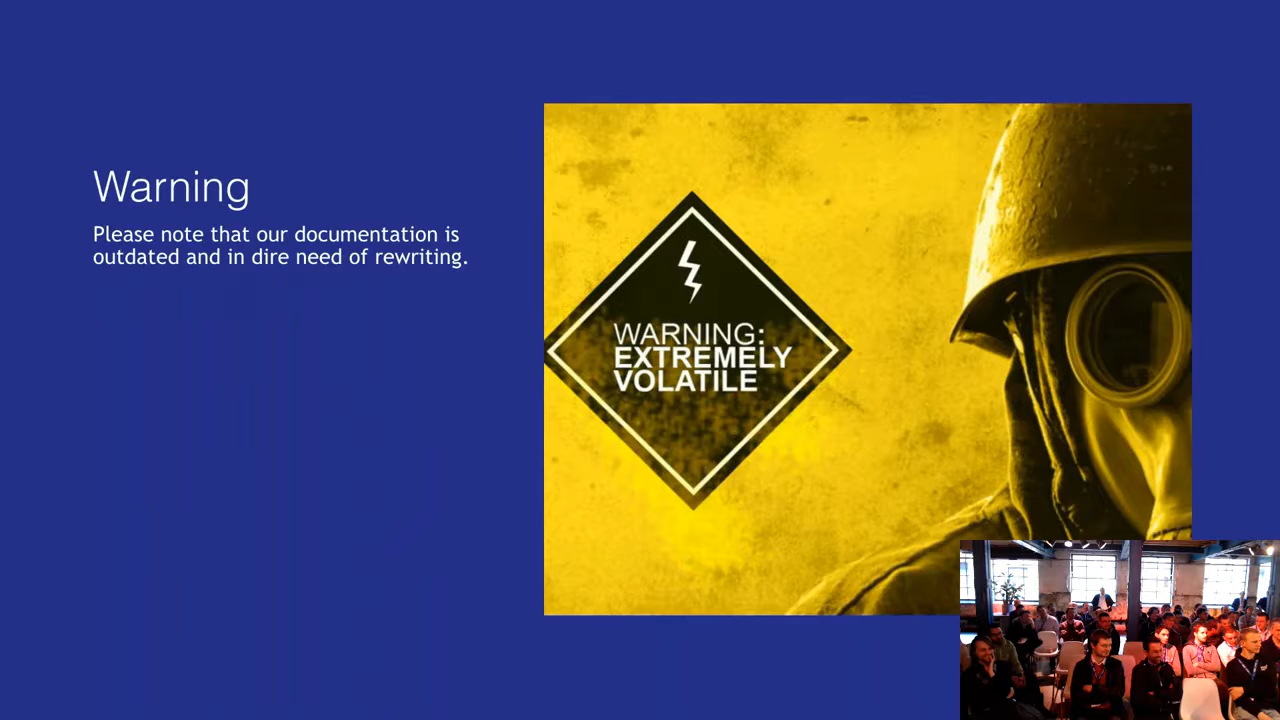 Warning
Please note that our documentation is
outdated and in dire need of rewriting.
WARNING:
EXTREMELY
VOLATILE